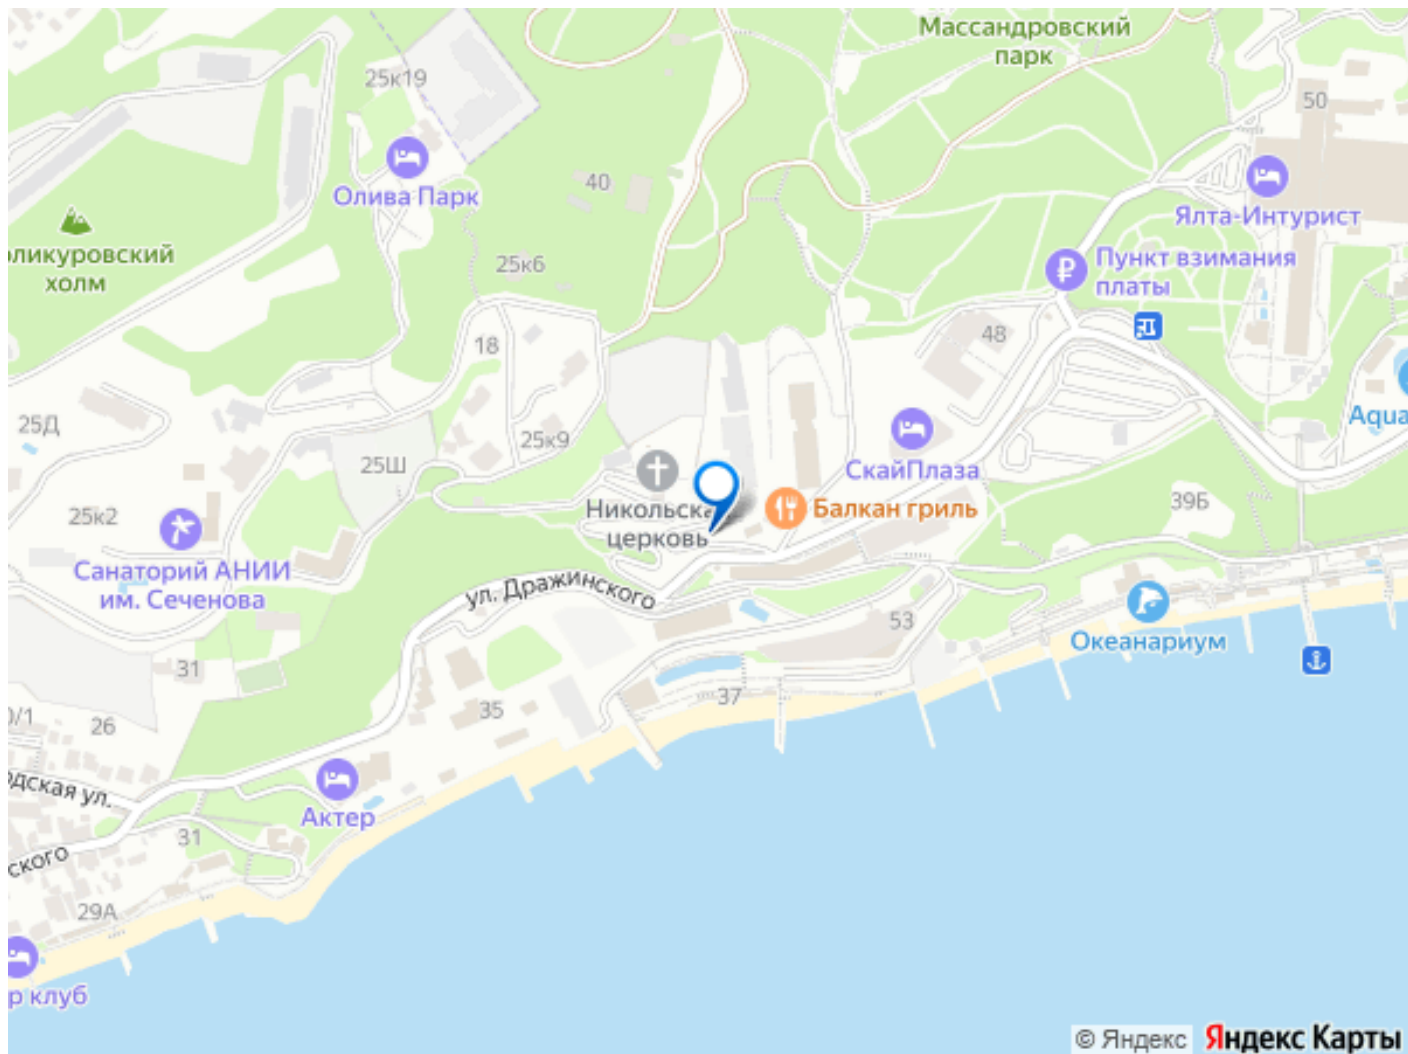 Массандровский
парк
25к19
50
Олива Парк
40
Ялта-Интурист
оликуровский
холм
25к6
Пункт взимания
платы
18
48
25Д
25к9
Aqua
25Ш
СкайПлаза
25к2
Никольска
церковь
Балкан гриль
39Б
Санаторий АНИИ
им. Сеченова
ул. Дражинского
53
Океанариум
31
37
35
0/1
26
одская ул.
Актер
31
ского
29А
р клуб
© Яндекс Яндекс Карты